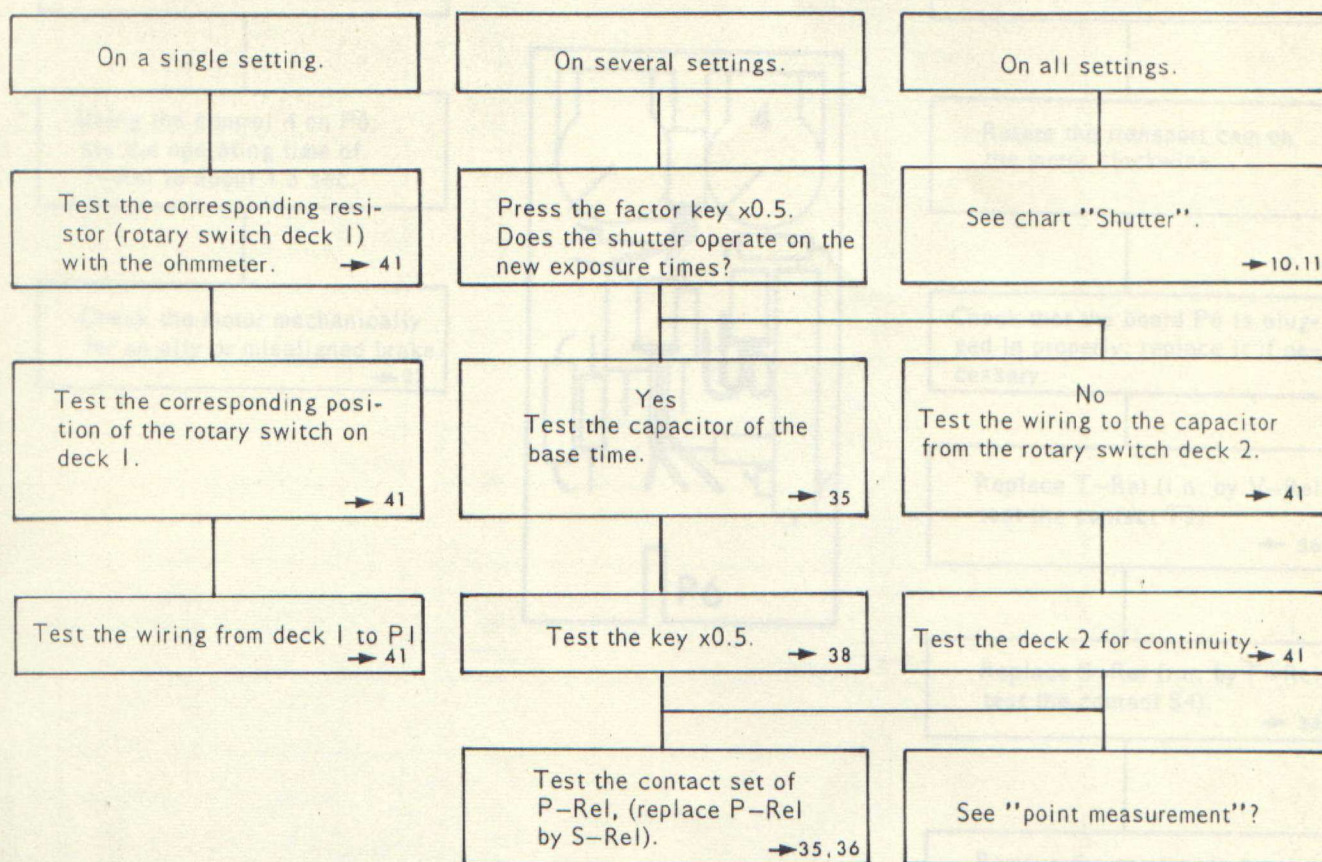 On a single setting.
On several settings.
On all settings.
Test the corresponding resi-
stor (rotary switch deck 1)
with the ohmmeter. → 41
Press the factor key x0.5.
Does the shutter operate on the
new exposure times?
See chart "Shutter".
→ 10,11
Test the corresponding posi-
tion of the rotary switch on
deck 1.
→ 41
Yes
Test the capacitor of the
base time.
→ 35
No
Test the wiring to the capacitor
from the rotary switch deck 2.
→ 41
Test the wiring from deck 1 to P1
→ 41
Test the key x0.5. → 38
Test the deck 2 for continuity. → 41
Test the contact set of
P-Rel, (replace P-Rel
by S-Rel). → 35, 36
See "point measurement"?
P6